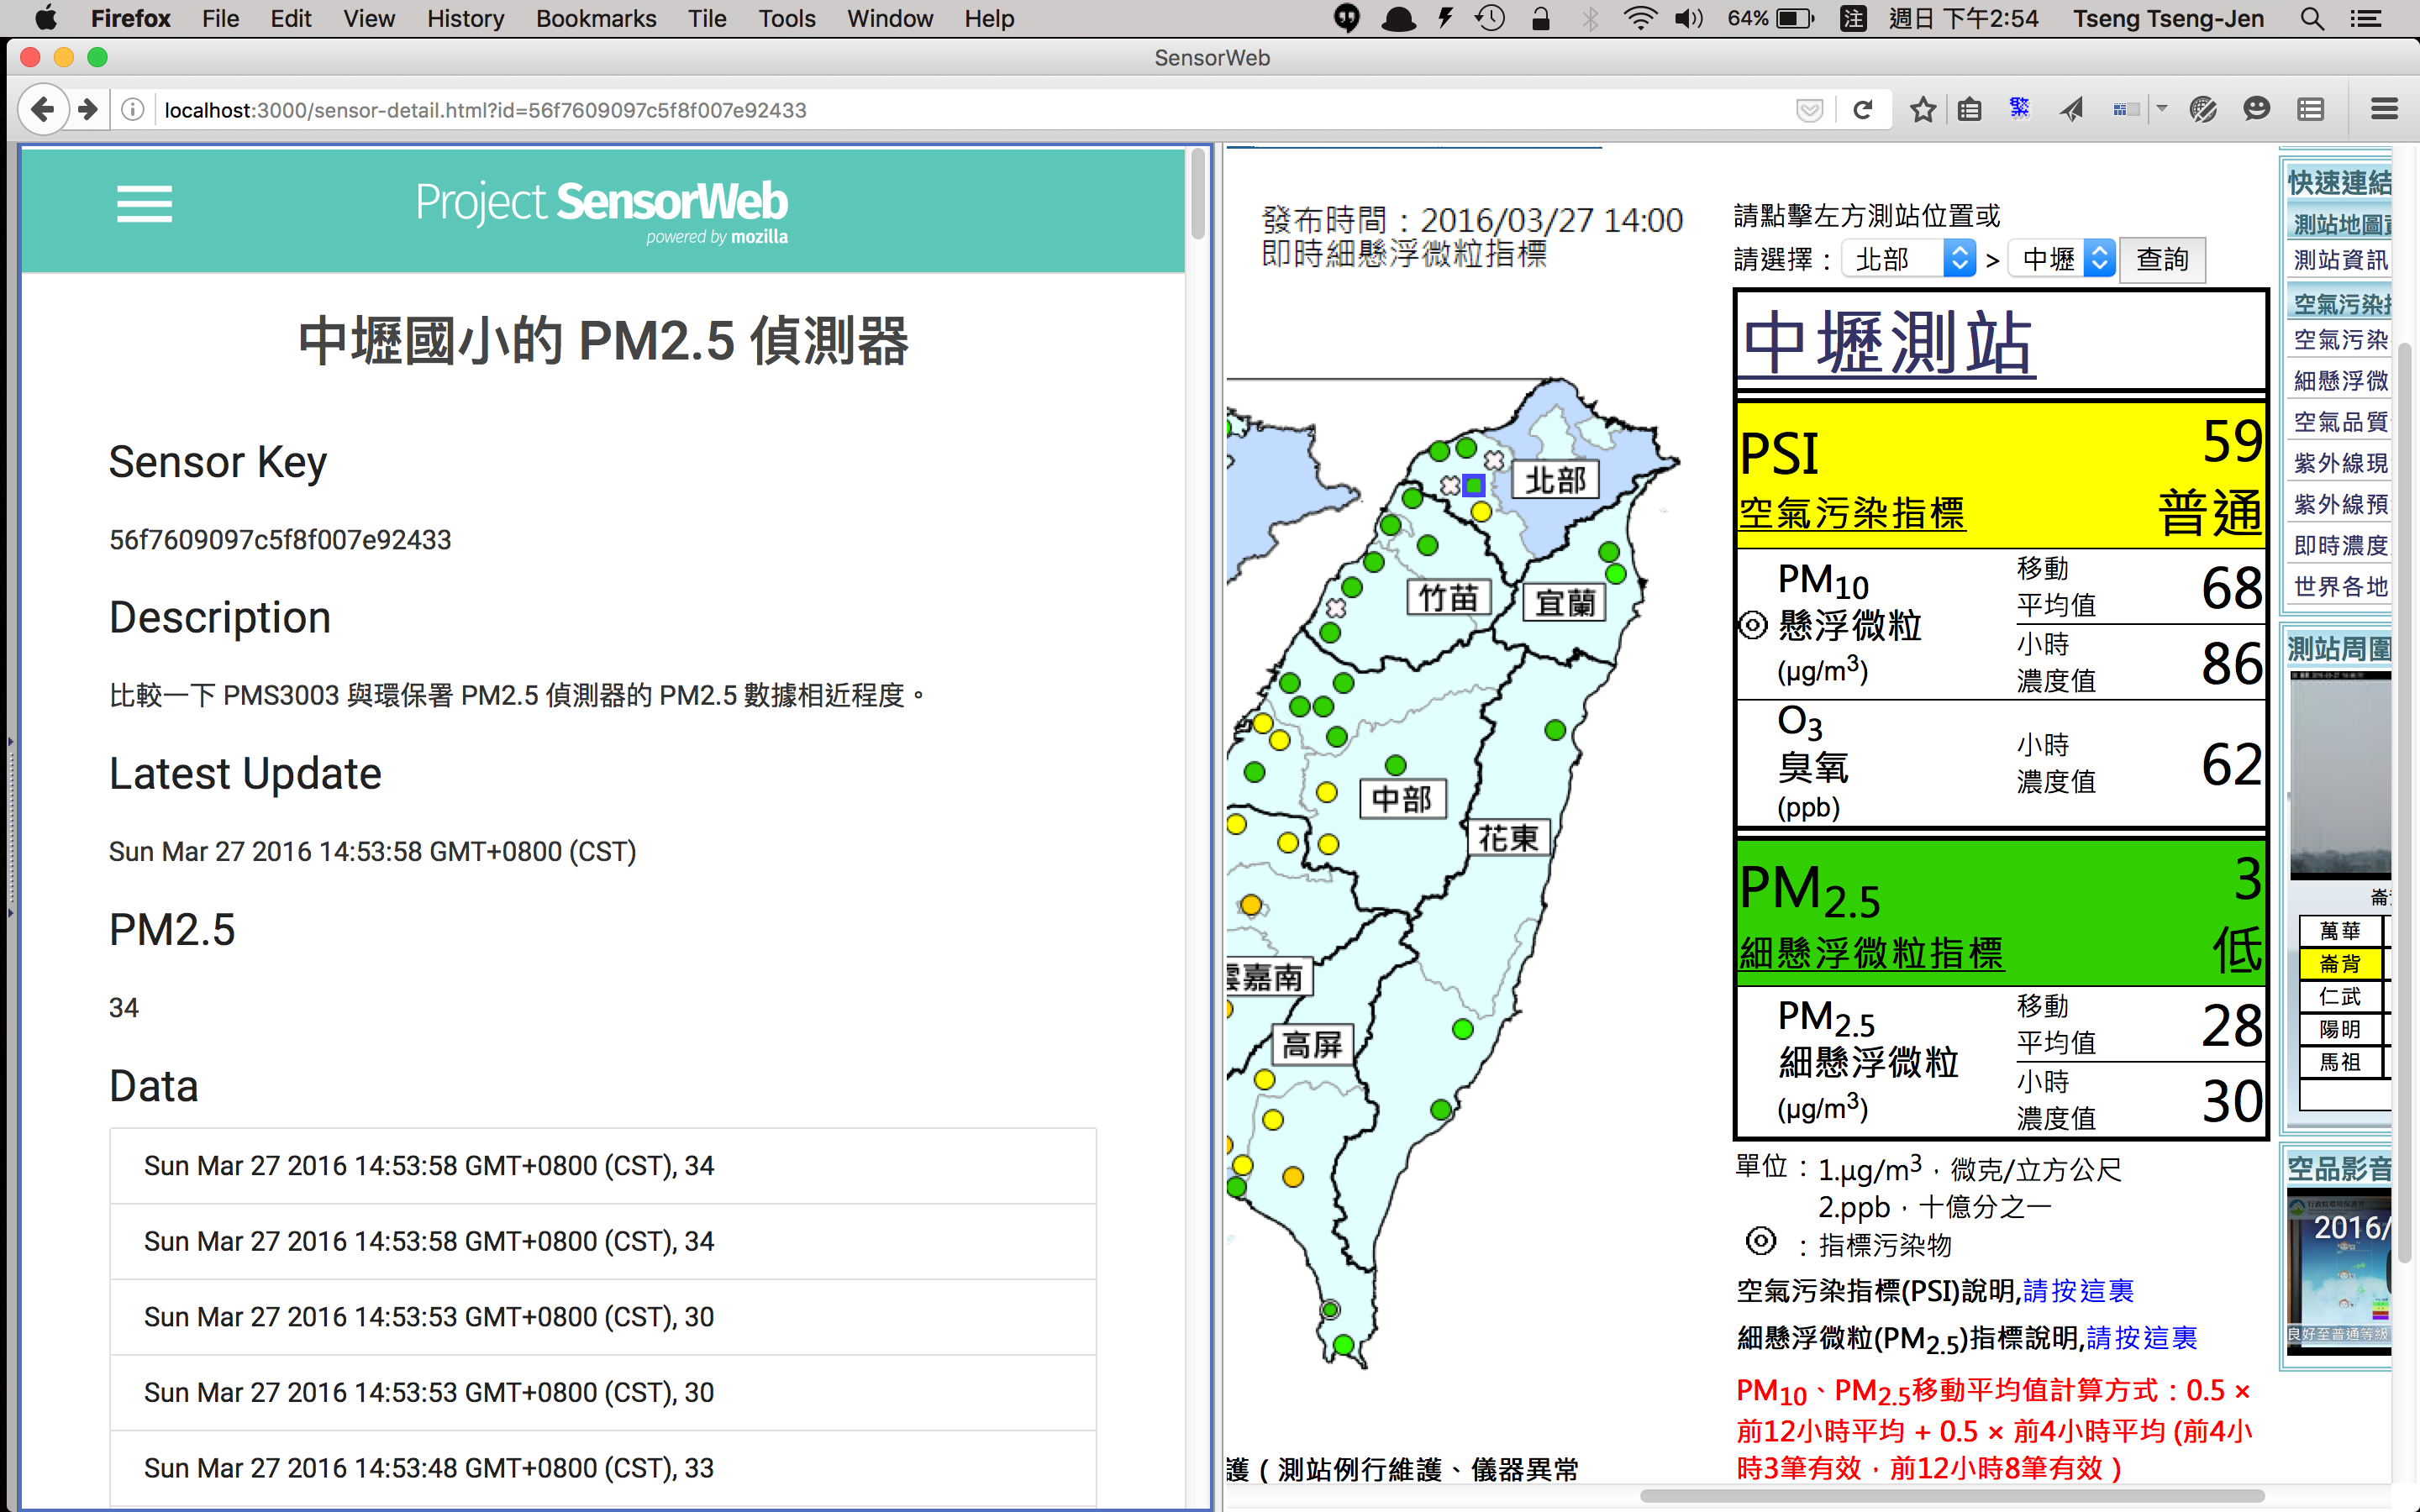 Firefox File Edit View History Bookmarks Tile Tools Window Help 64% 注 週日 下午2:54 Tseng Tseng-Jen
SensorWeb
localhost:3000/sensor-detail.html?id=56f7609097c5f8f007e92433
繁
Project SensorWeb
powered by mozilla
中壢國小的 PM2.5 偵測器
Sensor Key
56f7609097c5f8f007e92433
Description
比較一下 PMS3003 與環保署 PM2.5 偵測器的 PM2.5 數據相近程度。
Latest Update
Sun Mar 27 2016 14:53:58 GMT+0800 (CST)
PM2.5
34
Data
Sun Mar 27 2016 14:53:58 GMT+0800 (CST), 34
Sun Mar 27 2016 14:53:58 GMT+0800 (CST), 34
Sun Mar 27 2016 14:53:53 GMT+0800 (CST), 30
Sun Mar 27 2016 14:53:53 GMT+0800 (CST), 30
Sun Mar 27 2016 14:53:48 GMT+0800 (CST), 33
發布時間：2016/03/27 14:00
即時細懸浮微粒指標
北部
竹苗
宜蘭
中部
花東
雲嘉南
高屏
護 ( 測站例行維護、儀器異常
請點擊左方測站位置或
請選擇： 北部 > 中壢 查詢
中壢測站
PSI 59
空氣污染指標 普通
PM10 懸浮微粒 (μg/m3)
移動平均值 68
小時濃度值 86
O3 臭氧 (ppb)
小時濃度值 62
PM2.5 3
細懸浮微粒指標 低
PM2.5 細懸浮微粒 (μg/m3)
移動平均值 28
小時濃度值 30
單位：1.μg/m3，微克/立方公尺
2.ppb，十億分之一
：指標污染物
空氣污染指標(PSI)說明,請按這裏
細懸浮微粒(PM2.5)指標說明,請按這裏
PM10、PM2.5移動平均值計算方式：0.5 ×
前12小時平均 + 0.5 × 前4小時平均 (前4小
時3筆有效，前12小時8筆有效 )
快速連結
測站地圖
測站資訊
空氣污染
空氣污染
細懸浮微
空氣品質
紫外線現
紫外線預
即時濃度
世界各地
測站周圍
崙
萬華
崙背
仁武
陽明
馬祖
空品影音
2016/
良好至普通等級